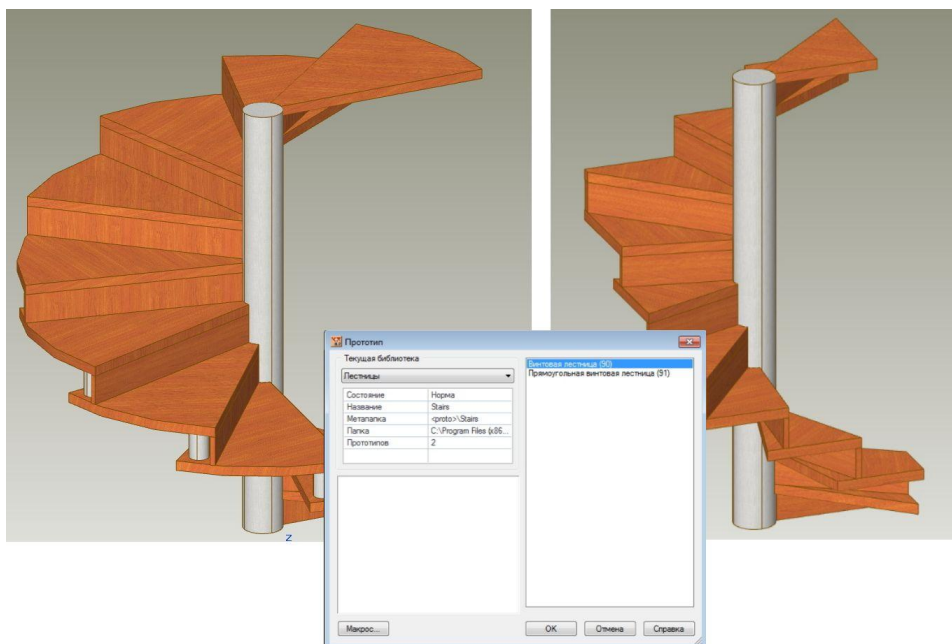 Z
Прототип
Текущая библиотека
Лестницы
Состояние Норма
Название Stairs
Метапапка <proto>\Stairs
Папка C:\Program Files (x86...
Прототипов 2
Винтовая лестница (90)
Прямоугольная винтовая лестница (91)
Макрос...
OK
Отмена
Справка